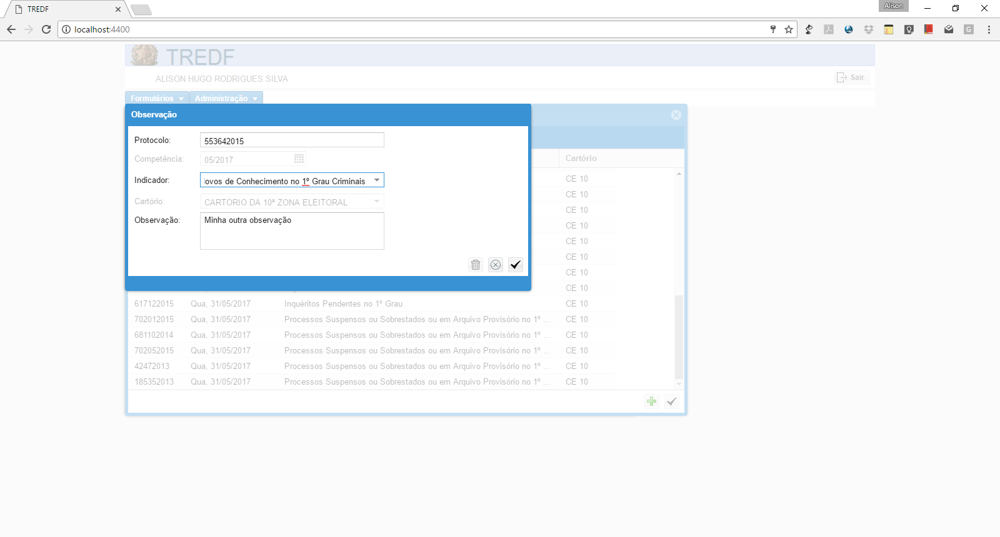 TREDF
Alison
localhost:4400
TREDF
ALISON HUGO RODRIGUES SILVA
Sair
Formulários
Administração
Observação
Protocolo:
553642015
Competência:
05/2017
Indicador:
ovos de Conhecimento no 1º Grau Criminais
Cartório:
CARTÓRIO DA 10ª ZONA ELEITORAL
Observação:
Minha outra observação
Cartório
CE 10
CE 10
CE 10
CE 10
CE 10
CE 10
CE 10
CE 10
617122015 Qua, 31/05/2017 Inquéritos Pendentes no 1º Grau CE 10
702012015 Qua, 31/05/2017 Processos Suspensos ou Sobrestados ou em Arquivo Provisório no 1º ... CE 10
681102014 Qua, 31/05/2017 Processos Suspensos ou Sobrestados ou em Arquivo Provisório no 1º ... CE 10
702052015 Qua, 31/05/2017 Processos Suspensos ou Sobrestados ou em Arquivo Provisório no 1º ... CE 10
42472013 Qua, 31/05/2017 Processos Suspensos ou Sobrestados ou em Arquivo Provisório no 1º ... CE 10
185352013 Qua, 31/05/2017 Processos Suspensos ou Sobrestados ou em Arquivo Provisório no 1º ... CE 10